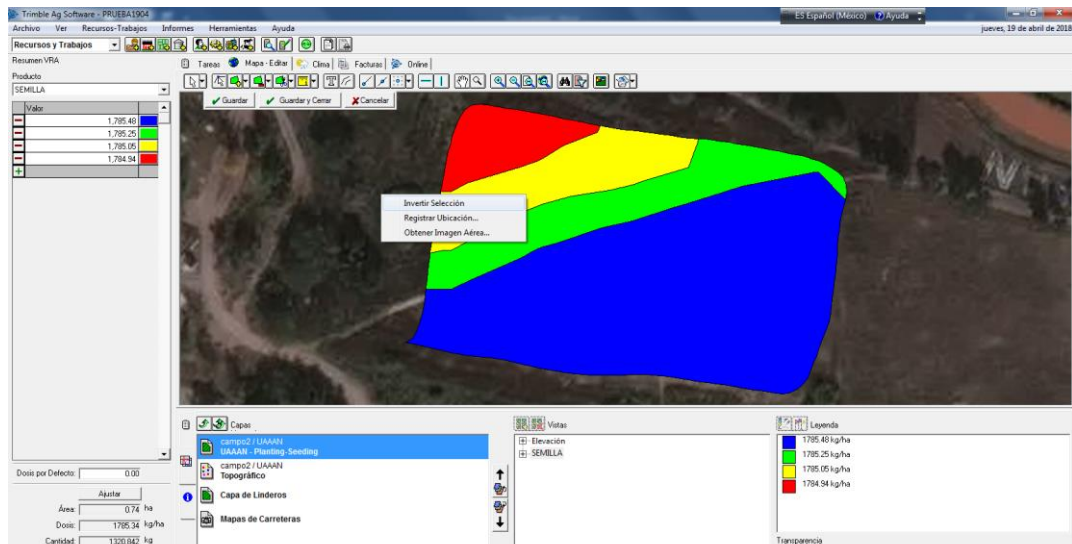 Trimble Ag Software - PRUEBA1904
ES Español (México) Ayuda
Archivo Ver Recursos-Trabajos Informes Herramientas Ayuda
jueves, 19 de abril de 2018
Recursos y Trabajos
Resumen VRA
Tareas Mapa - Editar Clima Facturas Online
Producto
SEMILLA
Guardar Guardar y Cerrar Cancelar
Valor
1,785.48
1,785.25
1,785.05
1,784.94
Invertir Selección
Registrar Ubicación...
Obtener Imagen Aérea...
Capas
Vistas
Leyenda
campo2 / UAAAN
UAAAN - Planting-Seeding
campo2 / UAAAN
Topográfico
Capa de Linderos
Mapas de Carreteras
Elevación
SEMILLA
1785.48 kg/ha
1785.25 kg/ha
1785.05 kg/ha
1784.94 kg/ha
Transparencia
Dosis por Defecto: 0.00
Ajustar
Área: 0.74 ha
Dosis: 1785.34 kg/ha
Cantidad: 1320.842 kg